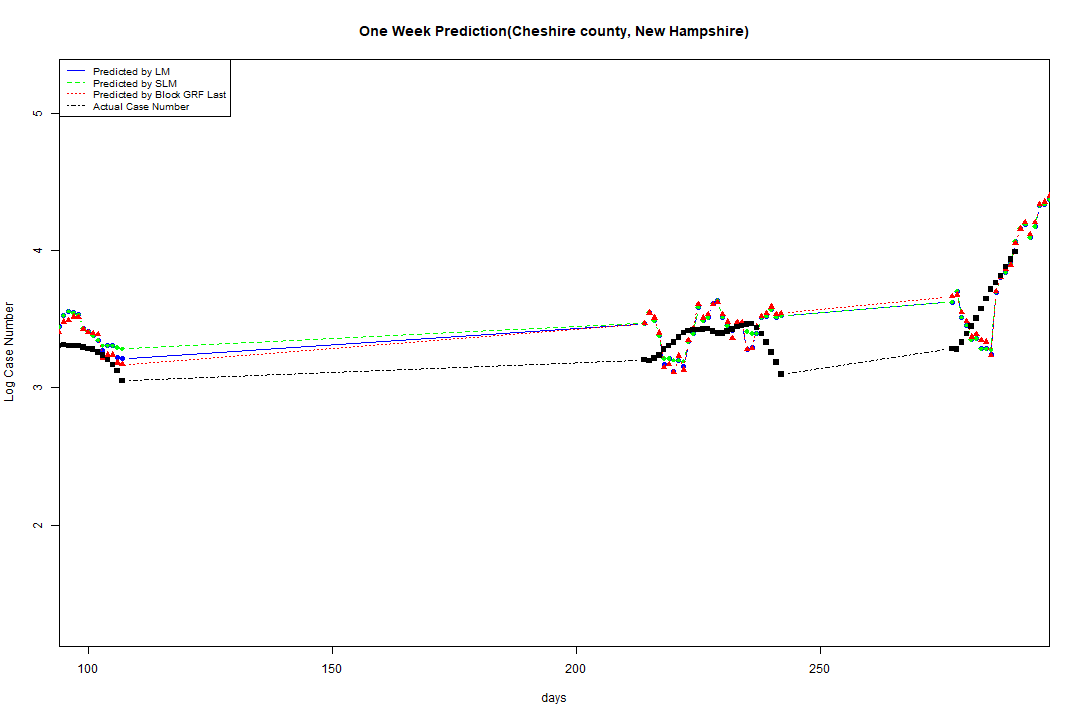 One Week Prediction(Cheshire county, New Hampshire)
Predicted by LM
Predicted by SLM
Predicted by Block GRF Last
Actual Case Number
5
4
3
2
Log Case Number
100 150 200 250
days